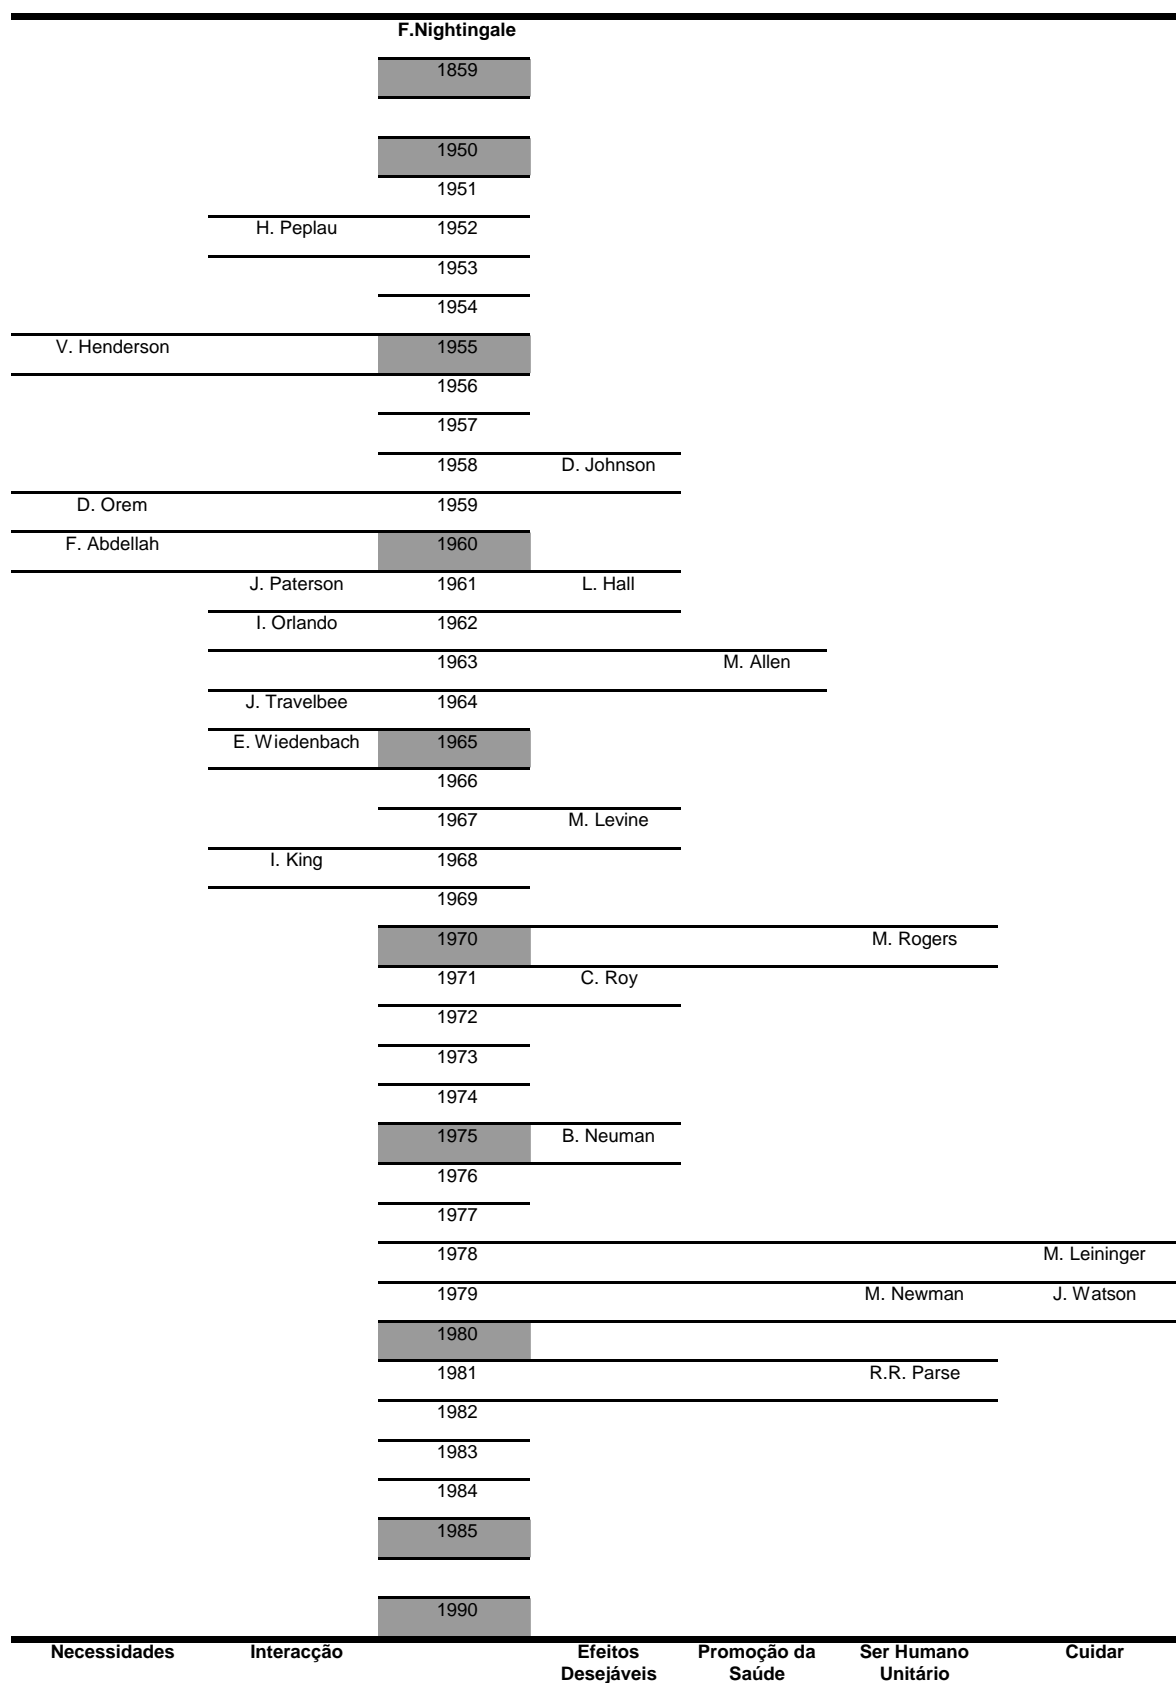 F.Nightingale
1859
1950
1951
H. Peplau 1952
1953
1954
V. Henderson 1955
1956
1957
1958 D. Johnson
D. Orem 1959
F. Abdellah 1960
J. Paterson 1961 L. Hall
I. Orlando 1962
1963 M. Allen
J. Travelbee 1964
E. Wiedenbach 1965
1966
1967 M. Levine
I. King 1968
1969
1970 M. Rogers
1971 C. Roy
1972
1973
1974
1975 B. Neuman
1976
1977
1978 M. Leininger
1979 M. Newman J. Watson
1980
1981 R.R. Parse
1982
1983
1984
1985
1990
Necessidades Interacção Efeitos Promoção da Ser Humano Cuidar
Desejáveis Saúde Unitário